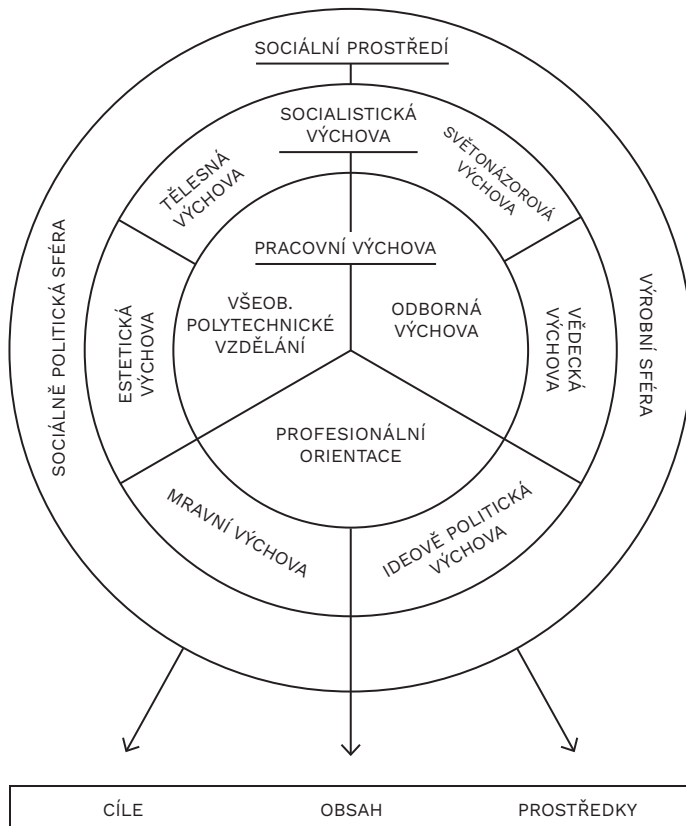 SOCIÁLNÍ PROSTŘEDÍ
SOCIALISTICKÁ
VÝCHOVA
TĚLESNÁ
VÝCHOVA
SVĚTONÁZOROVÁ
VÝCHOVA
SOCIÁLNĚ POLITICKÁ SFÉRA
ESTETICKÁ
VÝCHOVA
PRACOVNÍ VÝCHOVA
VŠEOB.
POLYTECHNICKÉ
VZDĚLÁNÍ
ODBORNÁ
VÝCHOVA
VĚDECKÁ
VÝCHOVA
VÝROBNÍ SFÉRA
PROFESIONÁLNÍ
ORIENTACE
MRAVNÍ VÝCHOVA
IDEOVĚ POLITICKÁ
VÝCHOVA
CÍLE
OBSAH
PROSTŘEDKY